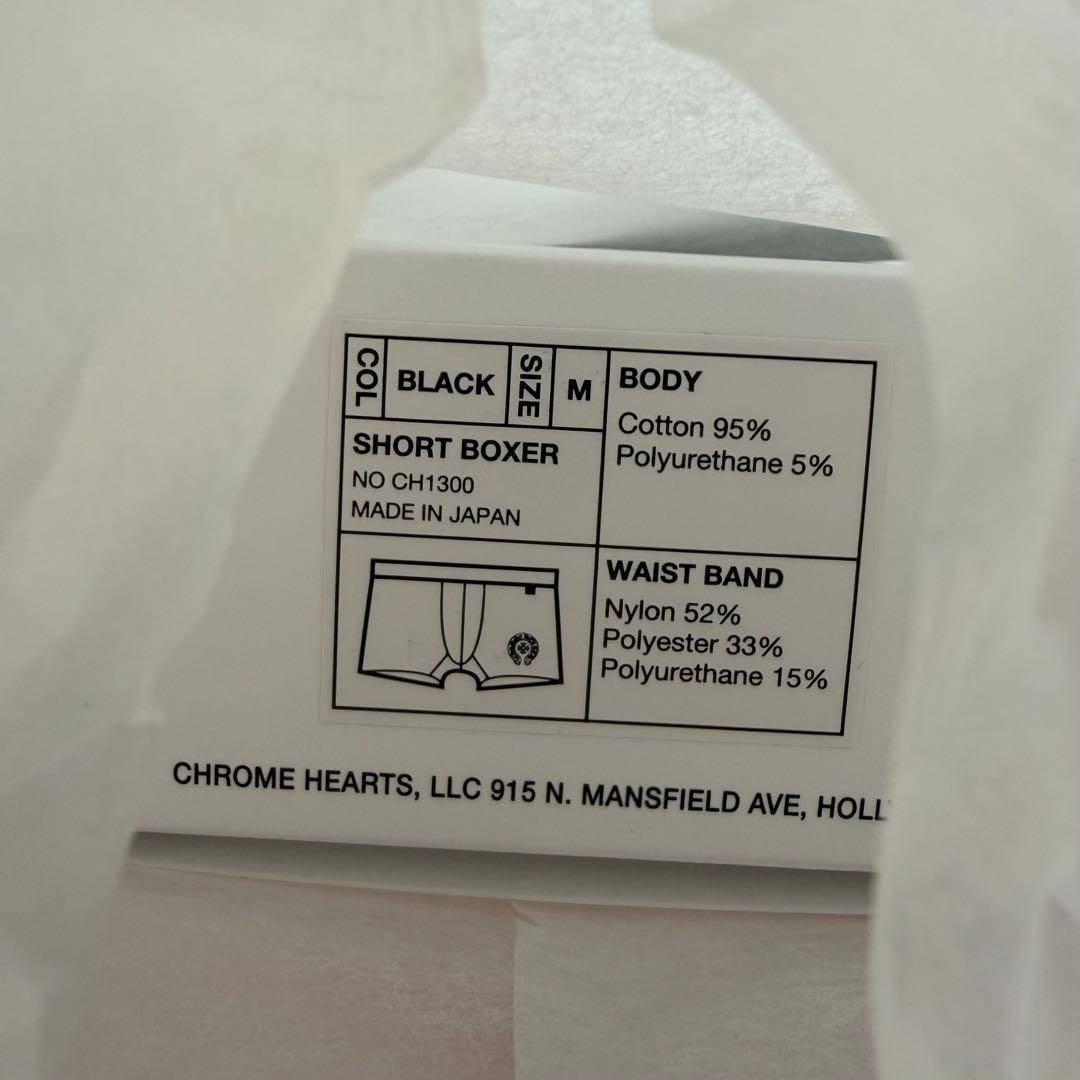 COL BLACK SIZE M
SHORT BOXER
NO CH1300
MADE IN JAPAN
BODY
Cotton 95%
Polyurethane 5%
WAIST BAND
Nylon 52%
Polyester 33%
Polyurethane 15%
CHROME HEARTS, LLC 915 N. MANSFIELD AVE,